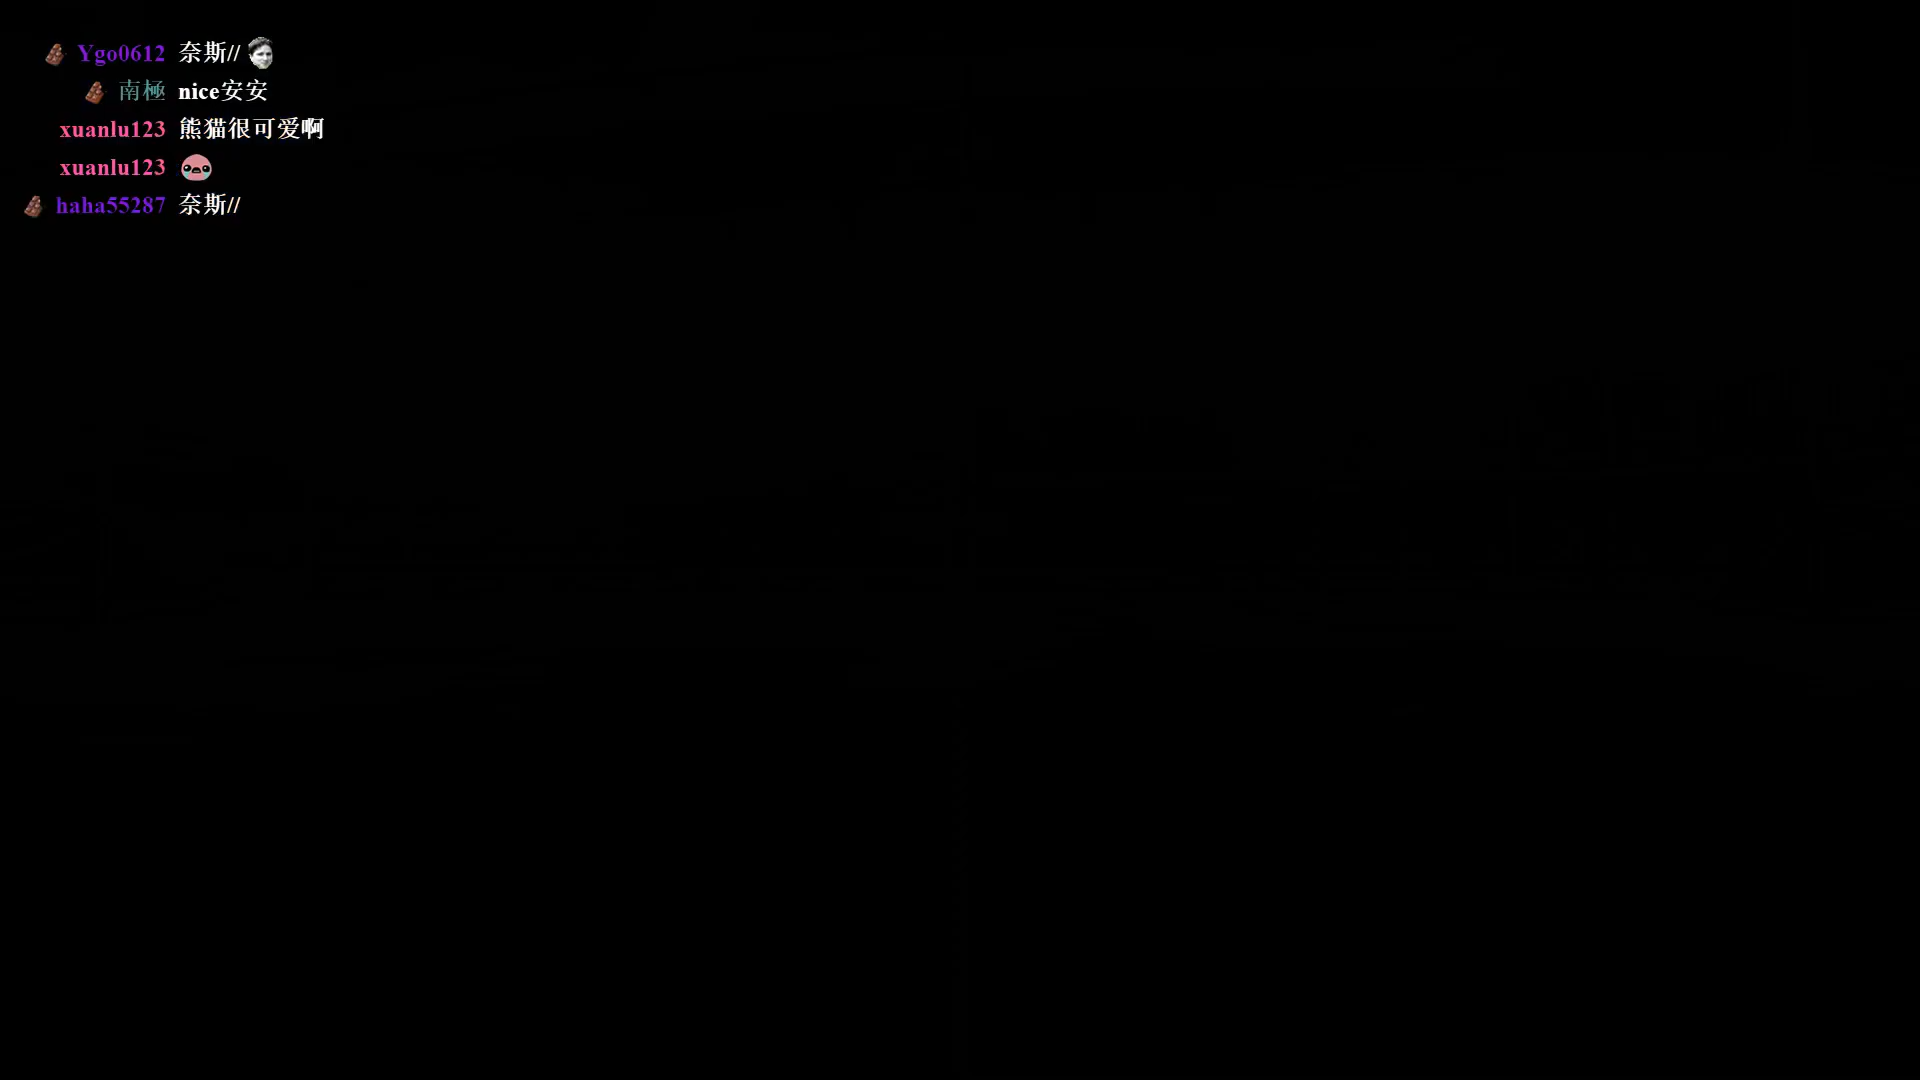 Ygo0612 奈斯//
南極 nice安安
xuanlu123 熊猫很可爱啊
xuanlu123
haha55287 奈斯//